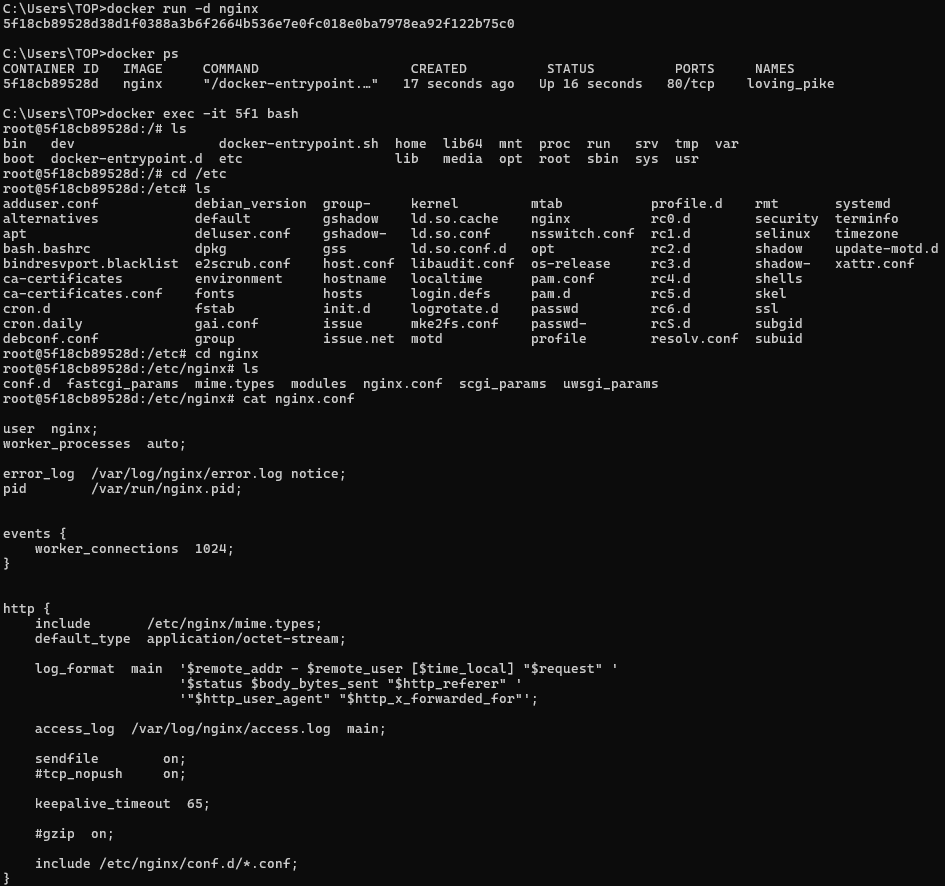 C:\Users\TOP>docker run -d nginx
5f18cb89528d38d1f0388a3b6f2664b536e7e0fc018e0ba7978ea92f122b75c0
C:\Users\TOP>docker ps
CONTAINER ID   IMAGE     COMMAND                  CREATED          STATUS          PORTS     NAMES
5f18cb89528d   nginx     "/docker-entrypoint.…"   17 seconds ago   Up 16 seconds   80/tcp    loving_pike
C:\Users\TOP>docker exec -it 5f1 bash
root@5f18cb89528d:/# ls
bin   dev                  docker-entrypoint.sh  home  lib64  mnt  proc  run   srv  tmp  var
boot  docker-entrypoint.d  etc                   lib   media  opt  root  sbin  sys  usr
root@5f18cb89528d:/# cd /etc
root@5f18cb89528d:/etc# ls
adduser.conf            debian_version  group-     kernel         mtab           profile.d    rmt       systemd
alternatives            default         gshadow    ld.so.cache    nginx          rc0.d        security  terminfo
apt                     deluser.conf    gshadow-   ld.so.conf     nsswitch.conf  rc1.d        selinux   timezone
bash.bashrc             dpkg            gss        ld.so.conf.d   opt            rc2.d        shadow    update-motd.d
bindresvport.blacklist  e2scrub.conf    host.conf  libaudit.conf  os-release     rc3.d        shadow-   xattr.conf
ca-certificates         environment     hostname   localtime      pam.conf       rc4.d        shells
ca-certificates.conf    fonts           hosts      login.defs     pam.d          rc5.d        skel
cron.d                  fstab           init.d     logrotate.d    passwd         rc6.d        ssl
cron.daily              gai.conf        issue      mke2fs.conf    passwd-        rcS.d        subgid
debconf.conf            group           issue.net  motd           profile        resolv.conf  subuid
root@5f18cb89528d:/etc# cd nginx
root@5f18cb89528d:/etc/nginx# ls
conf.d  fastcgi_params  mime.types  modules  nginx.conf  scgi_params  uwsgi_params
root@5f18cb89528d:/etc/nginx# cat nginx.conf
user  nginx;
worker_processes  auto;
error_log  /var/log/nginx/error.log notice;
pid        /var/run/nginx.pid;
events {
    worker_connections  1024;
}
http {
    include       /etc/nginx/mime.types;
    default_type  application/octet-stream;
    log_format  main  '$remote_addr - $remote_user [$time_local] "$request" '
                      '$status $body_bytes_sent "$http_referer" '
                      '"$http_user_agent" "$http_x_forwarded_for"';
    access_log  /var/log/nginx/access.log  main;
    sendfile        on;
    #tcp_nopush     on;
    keepalive_timeout  65;
    #gzip  on;
    include /etc/nginx/conf.d/*.conf;
}